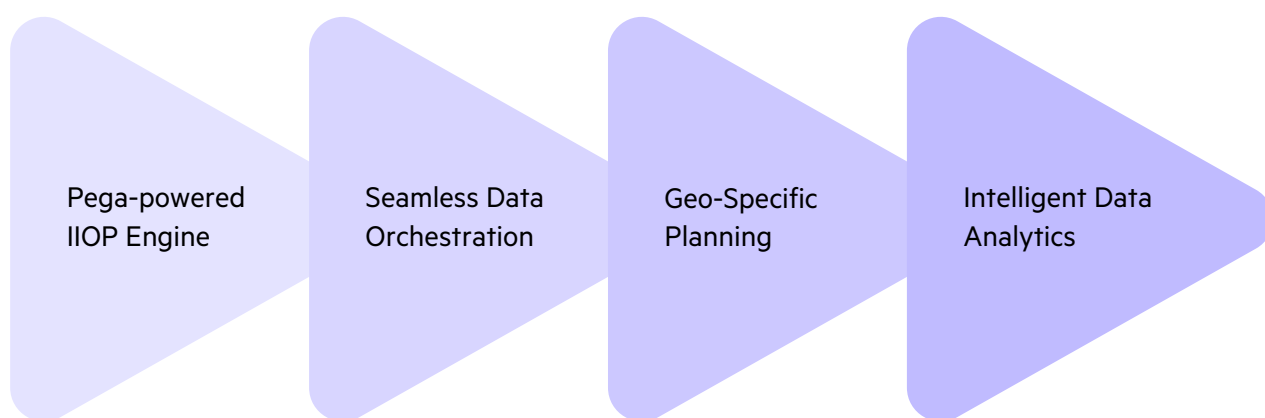 Pega-powered
IIOP Engine
Seamless Data
Orchestration
Geo-Specific
Planning
Intelligent Data
Analytics